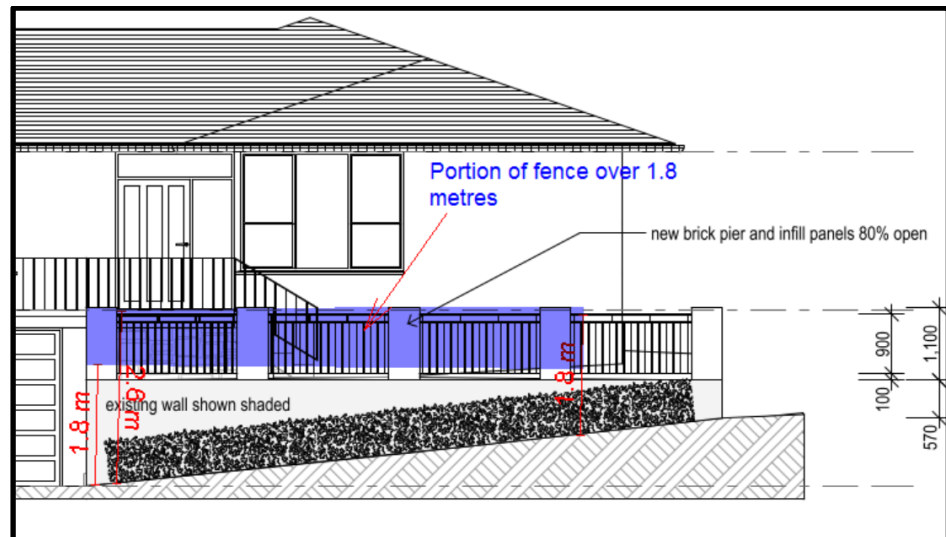 Portion of fence over 1.8
metres
new brick pier and infill panels 80% open
900
1,100
100
570
existing wall shown shaded
1.8 m
2.6 m
1.8 m